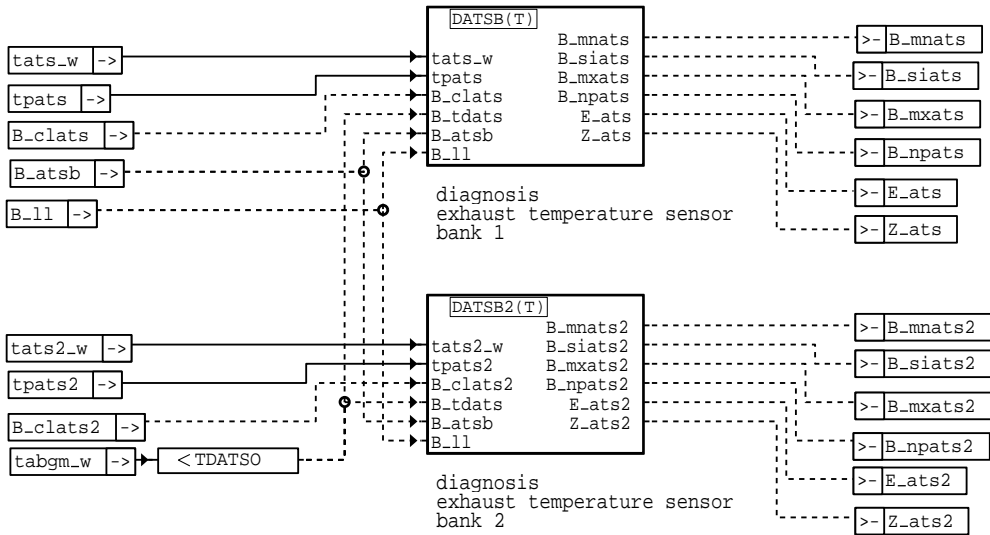 DATSB(T)
tats_w ->
tpats ->
B_clats ->
B_atsb ->
B_ll ->
tats_w
tpats
B_clats
B_tdats
B_atsb
B_ll
B_mnats
B_siats
B_mxats
B_npats
E_ats
Z_ats
>- B_mnats
>- B_siats
>- B_mxats
>- B_npats
>- E_ats
>- Z_ats
diagnosis
exhaust temperature sensor
bank 1
DATSB2(T)
tats2_w ->
tpats2 ->
B_clats2 ->
tabgm_w ->
<TDATSO
tats2_w
tpats2
B_clats2
B_tdats
B_atsb
B_ll
B_mnats2
B_siats2
B_mxats2
B_npats2
E_ats2
Z_ats2
>- B_mnats2
>- B_siats2
>- B_mxats2
>- B_npats2
>- E_ats2
>- Z_ats2
diagnosis
exhaust temperature sensor
bank 2